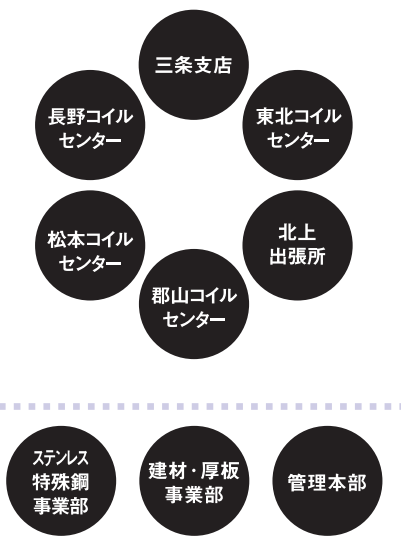 三条支店
長野コイル
センター
東北コイル
センター
松本コイル
センター
北上
出張所
郡山コイル
センター
ステンレス
特殊鋼
事業部
建材・厚板
事業部
管理本部